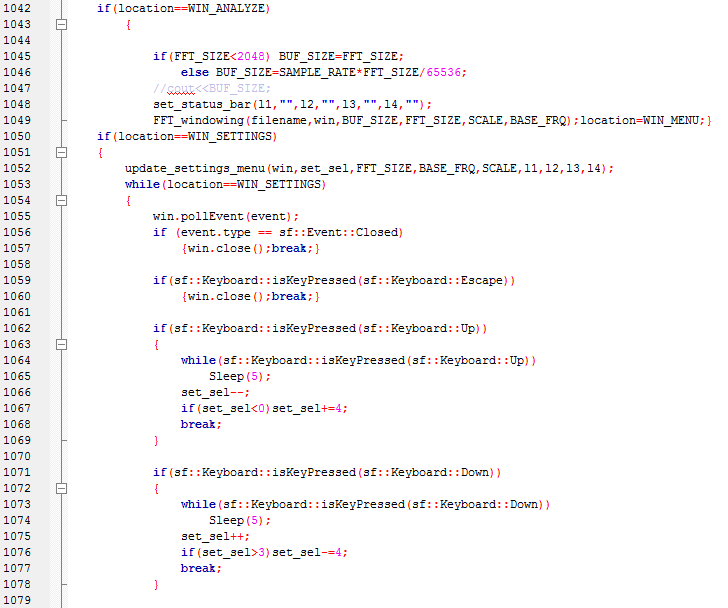 1042 if(location==WIN_ANALYZE)
1043 {
1044
1045 if(FFT_SIZE<2048) BUF_SIZE=FFT_SIZE;
1046 else BUF_SIZE=SAMPLE_RATE*FFT_SIZE/65536;
1047 //cout<<BUF_SIZE;
1048 set_status_bar(l1,"",l2,"",l3,"",l4,"");
1049 FFT_windowing(filename,win,BUF_SIZE,FFT_SIZE,SCALE,BASE_FRQ);location=WIN_MENU;}
1050 if(location==WIN_SETTINGS)
1051 {
1052 update_settings_menu(win,set_sel,FFT_SIZE,BASE_FRQ,SCALE,l1,l2,l3,l4);
1053 while(location==WIN_SETTINGS)
1054 {
1055 win.pollEvent(event);
1056 if (event.type == sf::Event::Closed)
1057 {win.close();break;}
1058
1059 if(sf::Keyboard::isKeyPressed(sf::Keyboard::Escape))
1060 {win.close();break;}
1061
1062 if(sf::Keyboard::isKeyPressed(sf::Keyboard::Up))
1063 {
1064 while(sf::Keyboard::isKeyPressed(sf::Keyboard::Up))
1065 Sleep(5);
1066 set_sel--;
1067 if(set_sel<0)set_sel+=4;
1068 break;
1069 }
1070
1071 if(sf::Keyboard::isKeyPressed(sf::Keyboard::Down))
1072 {
1073 while(sf::Keyboard::isKeyPressed(sf::Keyboard::Down))
1074 Sleep(5);
1075 set_sel++;
1076 if(set_sel>3)set_sel-=4;
1077 break;
1078 }
1079